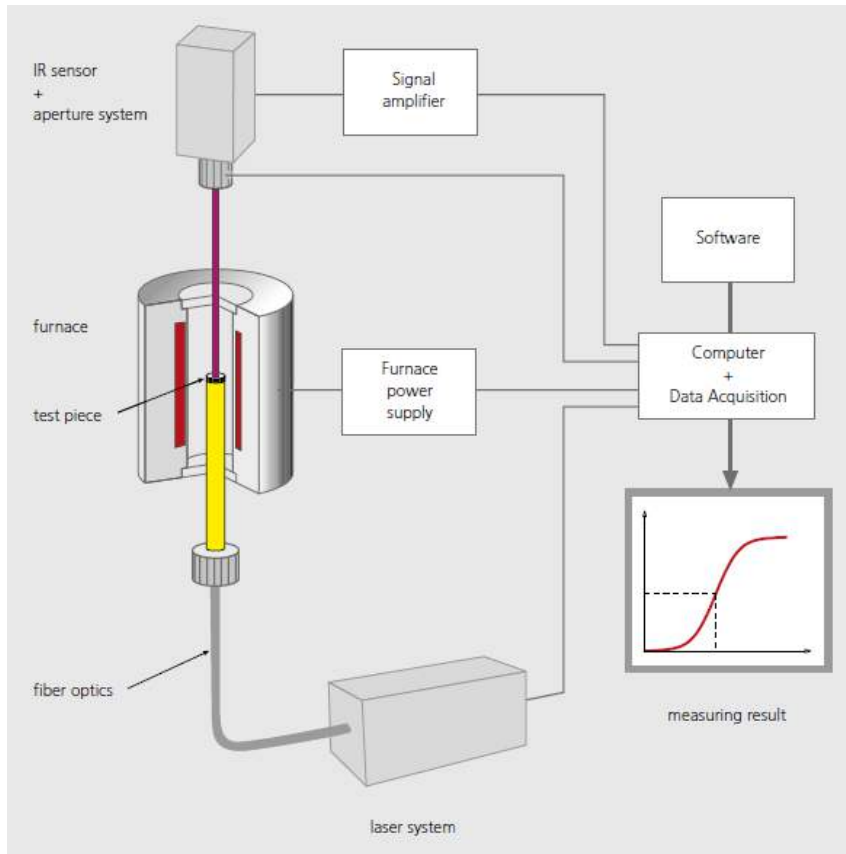 IR sensor
+
aperture system
Signal
amplifier
Software
furnace
Furnace
power
supply
Computer
+
Data Acquisition
test piece
fiber optics
measuring result
laser system